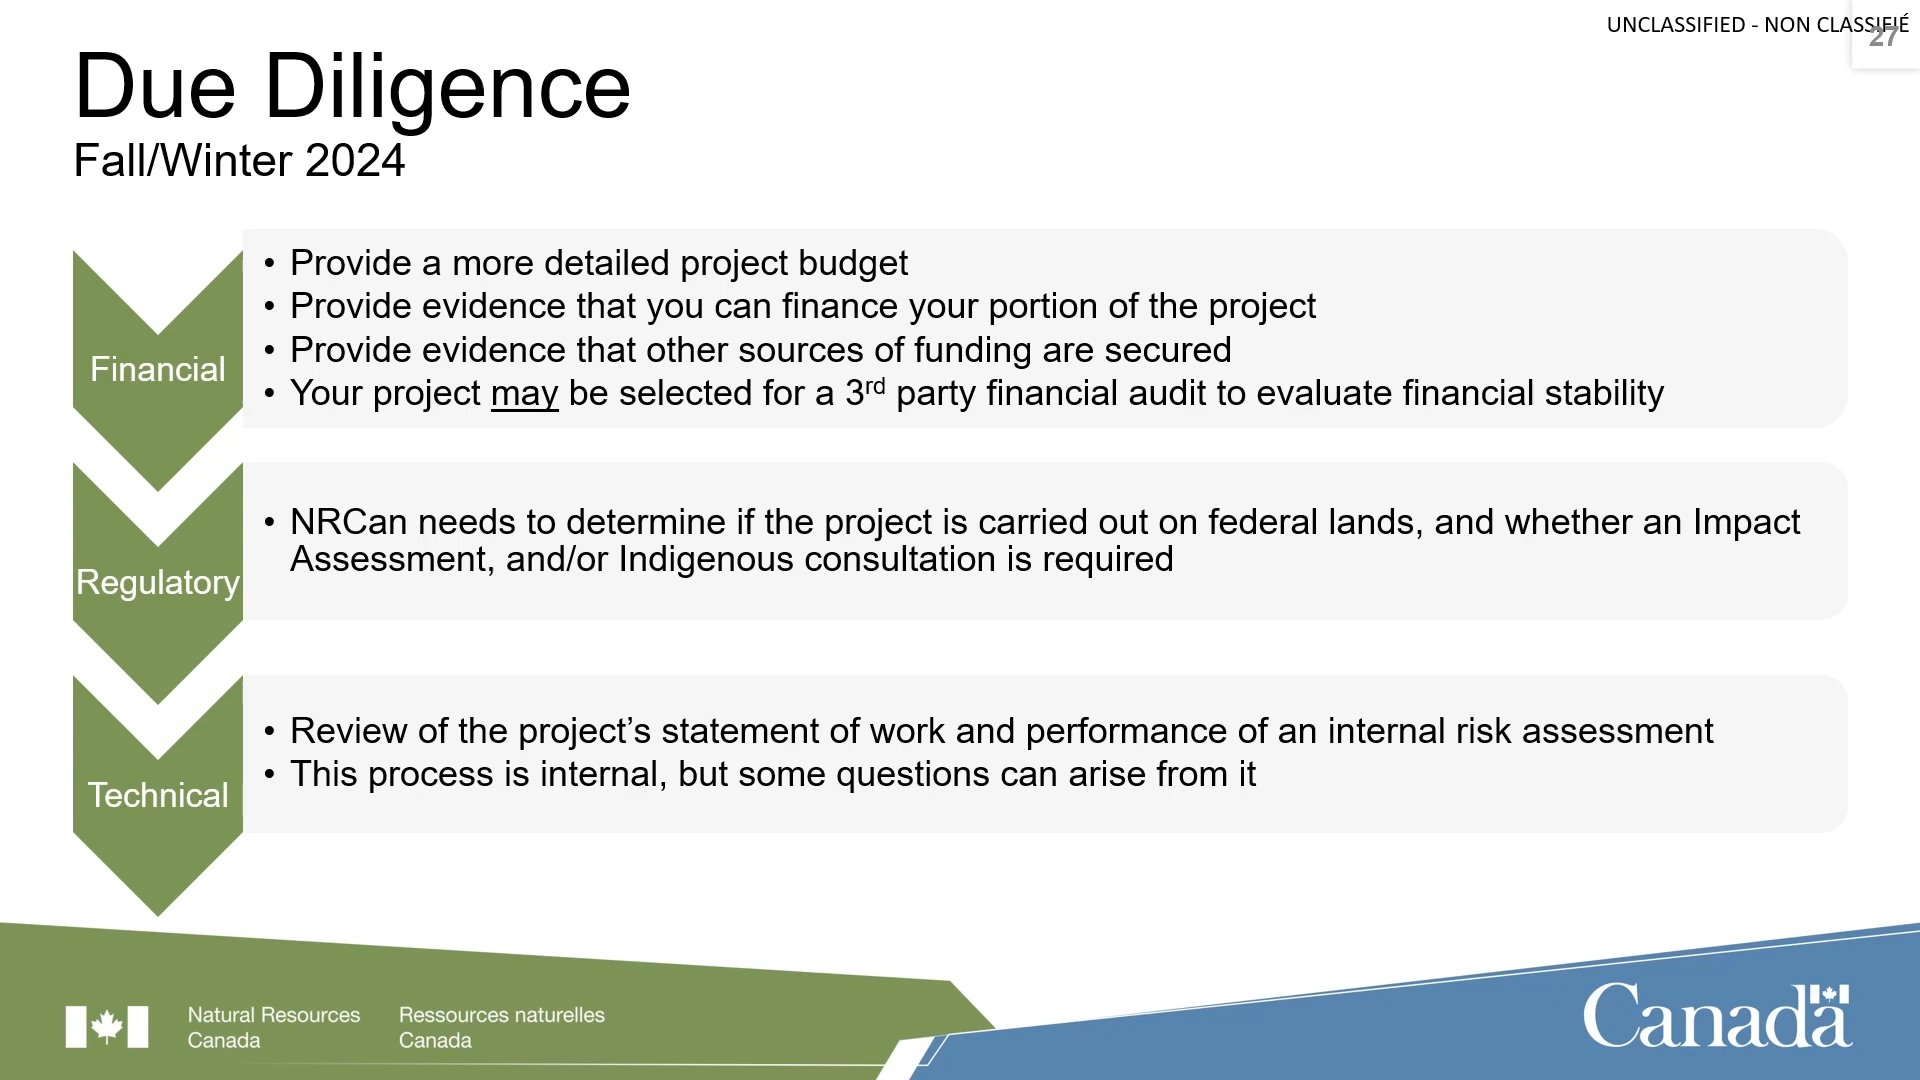 UNCLASSIFIED - NON CLASSIFIÉ
27
Due Diligence
Fall/Winter 2024
Financial
• Provide a more detailed project budget
• Provide evidence that you can finance your portion of the project
• Provide evidence that other sources of funding are secured
• Your project may be selected for a 3rd party financial audit to evaluate financial stability
Regulatory
• NRCan needs to determine if the project is carried out on federal lands, and whether an Impact
Assessment, and/or Indigenous consultation is required
Technical
• Review of the project’s statement of work and performance of an internal risk assessment
• This process is internal, but some questions can arise from it
Natural Resources
Canada
Ressources naturelles
Canada
Canada